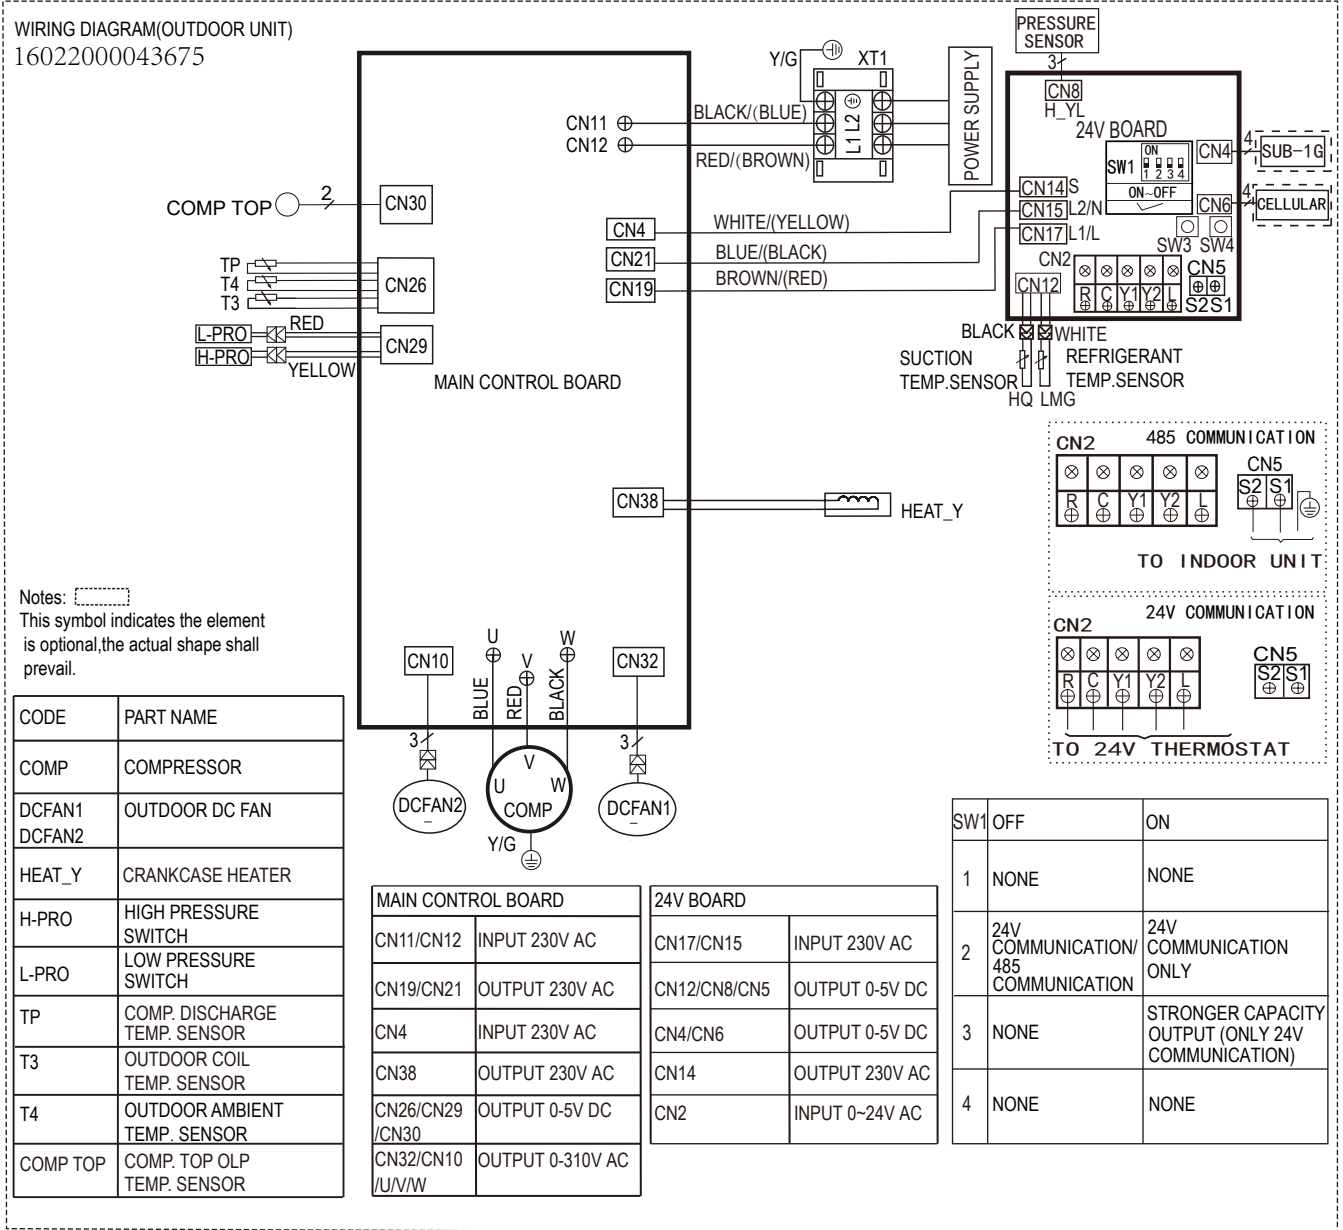 WIRING DIAGRAM(OUTDOOR UNIT)
16022000043675
PRESSURE
SENSOR
3
CN8
H_YL
24V BOARD
SW1
ON
1 2 3 4
ON~OFF
CN4
4
SUB-1G
CN6
4
CELLULAR
CN14 S
CN15 L2/N
CN17 L1/L
SW3 SW4
CN2
R C Y1 Y2 L
CN5
S2 S1
CN12
BLACK
WHITE
SUCTION
TEMP.SENSOR
REFRIGERANT
TEMP.SENSOR
HQ LMG
Y/G
XT1
L1 L2
POWER SUPPLY
CN11
BLACK/(BLUE)
CN12
RED/(BROWN)
COMP TOP
2
CN30
CN4
WHITE/(YELLOW)
CN21
BLUE/(BLACK)
CN19
BROWN/(RED)
TP
T4
T3
CN26
L-PRO
RED
H-PRO
YELLOW
CN29
MAIN CONTROL BOARD
CN38
HEAT_Y
CN2
485 COMMUNICATION
CN5
R C Y1 Y2 L
S2 S1
TO INDOOR UNIT
24V COMMUNICATION
CN2
CN5
R C Y1 Y2 L
S2 S1
TO 24V THERMOSTAT
Notes:
This symbol indicates the element
is optional,the actual shape shall
prevail.
CN10
U
V
W
CN32
BLUE
RED
BLACK
3
3
DCFAN2
U
V
W
COMP
DCFAN1
Y/G
CODE PART NAME
COMP COMPRESSOR
DCFAN1 OUTDOOR DC FAN
DCFAN2
HEAT_Y CRANKCASE HEATER
H-PRO HIGH PRESSURE
SWITCH
L-PRO LOW PRESSURE
SWITCH
TP COMP. DISCHARGE
TEMP. SENSOR
T3 OUTDOOR COIL
TEMP. SENSOR
T4 OUTDOOR AMBIENT
TEMP. SENSOR
COMP TOP COMP. TOP OLP
TEMP. SENSOR
MAIN CONTROL BOARD
CN11/CN12 INPUT 230V AC
CN19/CN21 OUTPUT 230V AC
CN4 INPUT 230V AC
CN38 OUTPUT 230V AC
CN26/CN29 OUTPUT 0-5V DC
/CN30
CN32/CN10 OUTPUT 0-310V AC
/U/V/W
24V BOARD
CN17/CN15 INPUT 230V AC
CN12/CN8/CN5 OUTPUT 0-5V DC
CN4/CN6 OUTPUT 0-5V DC
CN14 OUTPUT 230V AC
CN2 INPUT 0~24V AC
SW1 OFF ON
1 NONE NONE
2
24V
COMMUNICATION/
485
COMMUNICATION
24V
COMMUNICATION
ONLY
3 NONE
STRONGER CAPACITY
OUTPUT (ONLY 24V
COMMUNICATION)
4 NONE NONE